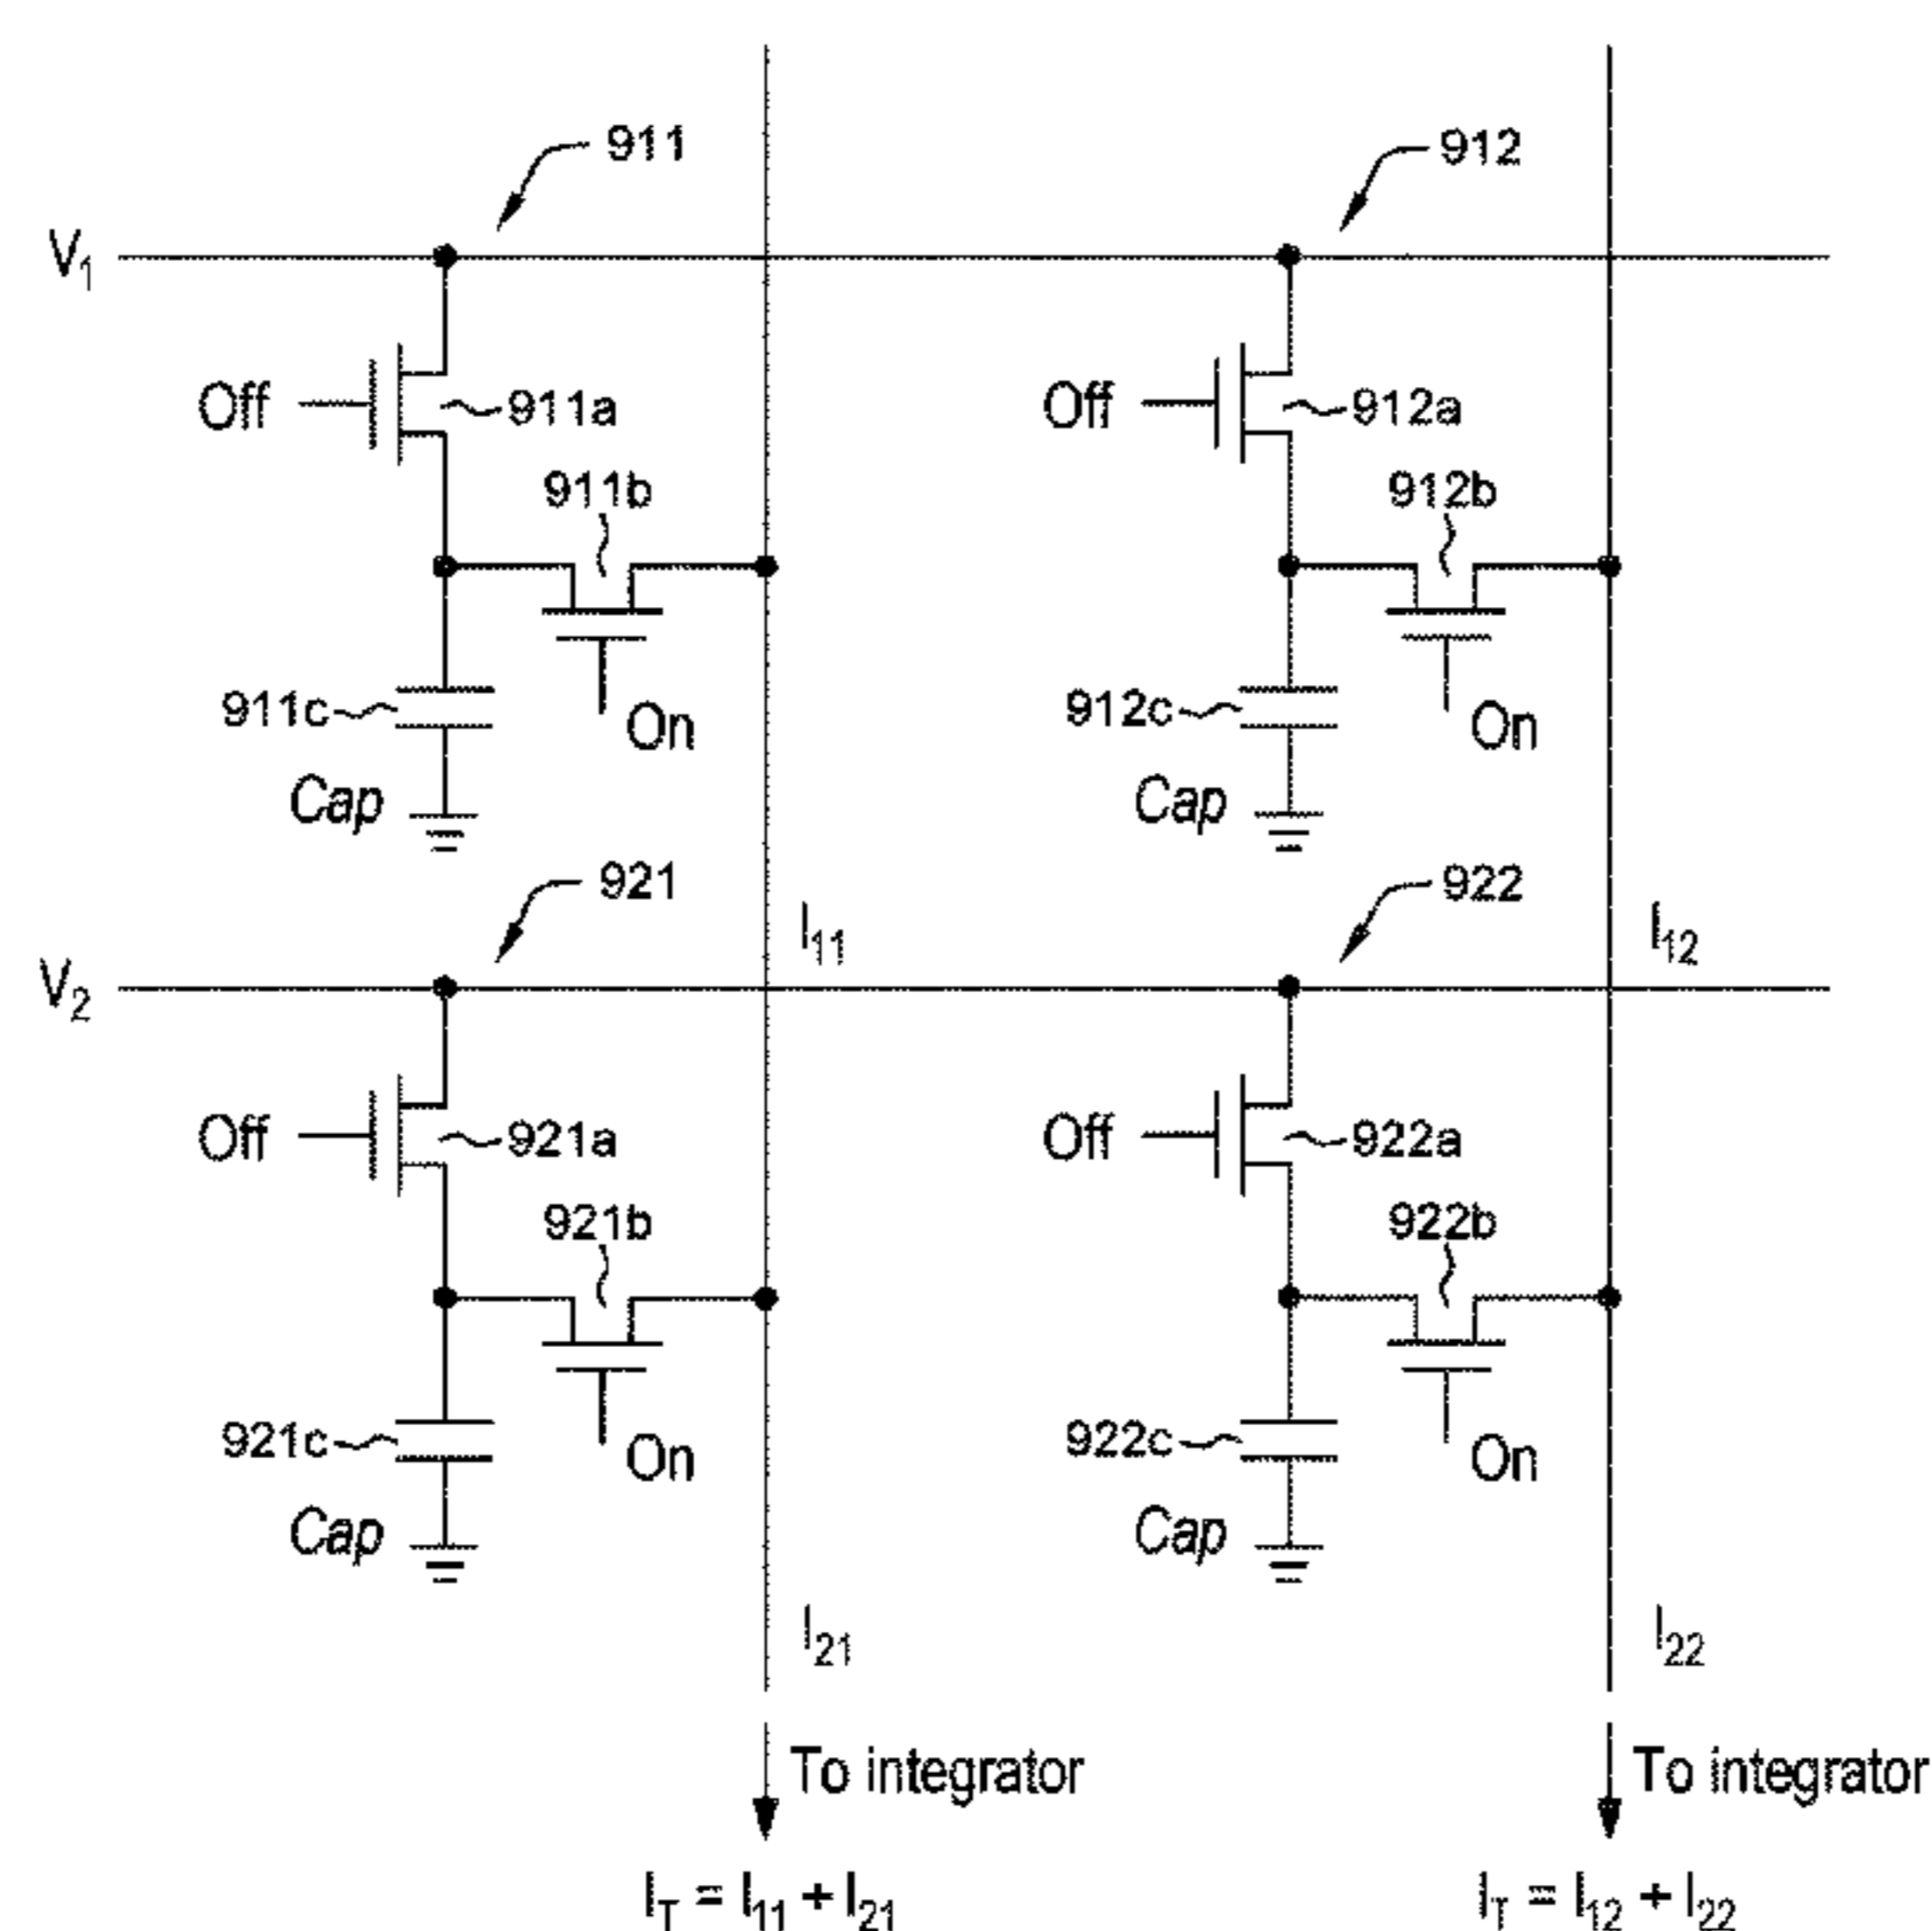 911 912
V₁
Off 911a Off 912a
911b 912b
911c On 912c On
Cap Cap
921 922
I₁₁ I₁₂
V₂
Off 921a Off 922a
921b 922b
921c On 922c On
Cap Cap
I₂₁ I₂₂
To integrator To integrator
I_T = I₁₁ + I₂₁ I_T = I₁₂ + I₂₂